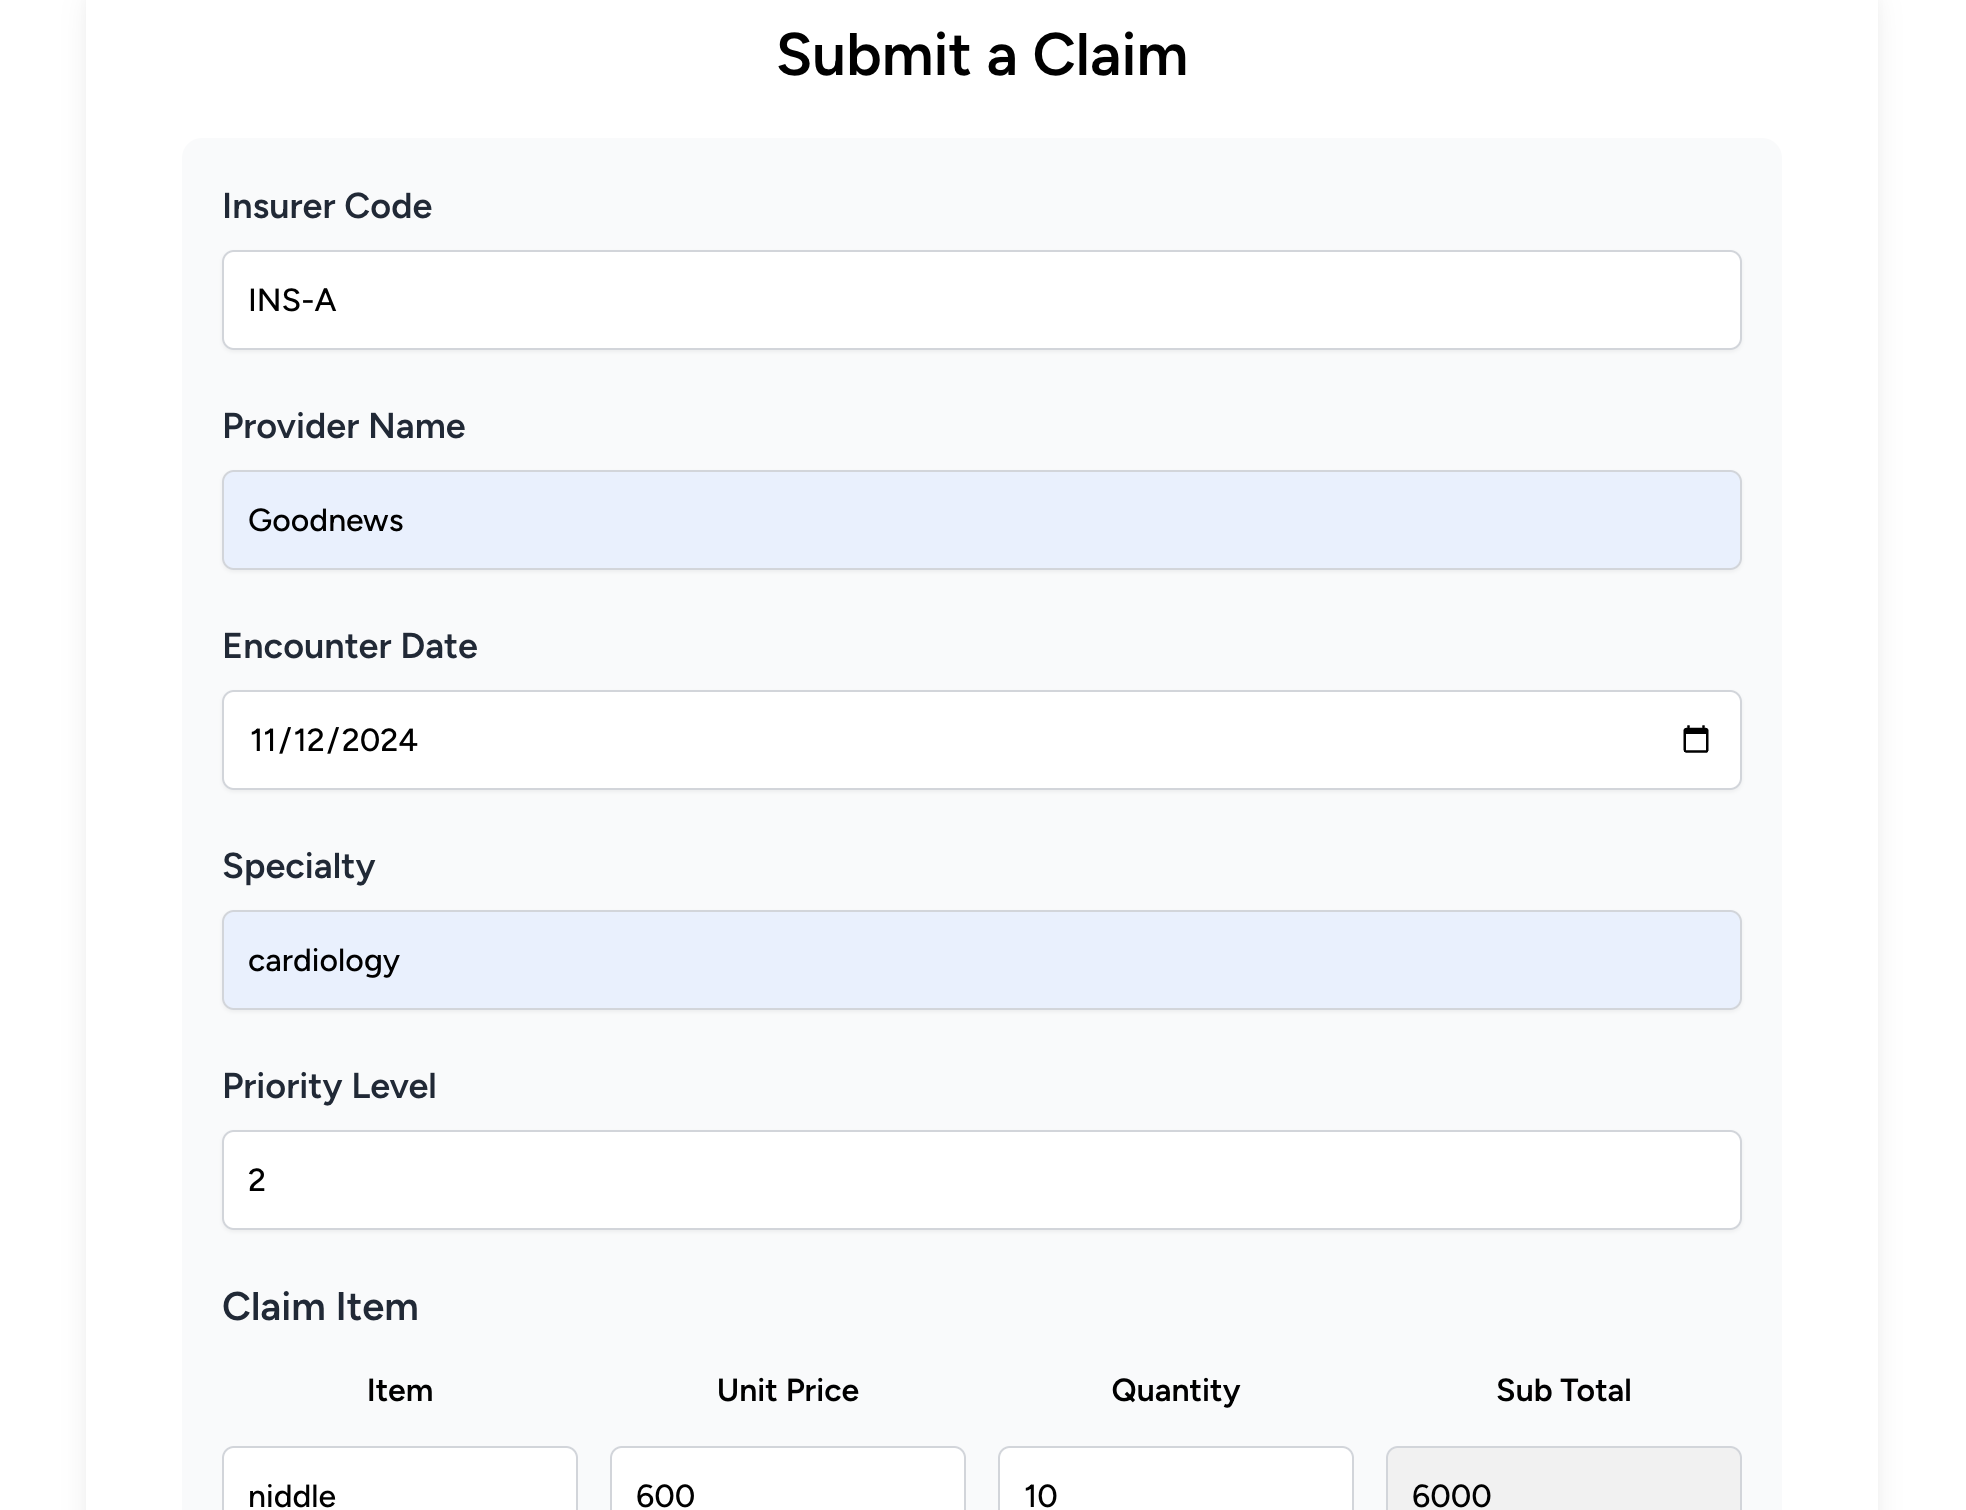 Submit a Claim
Insurer Code
INS-A
Provider Name
Goodnews
Encounter Date
11/12/2024
Specialty
cardiology
Priority Level
2
Claim Item
Item Unit Price Quantity Sub Total
niddle 600 10 6000